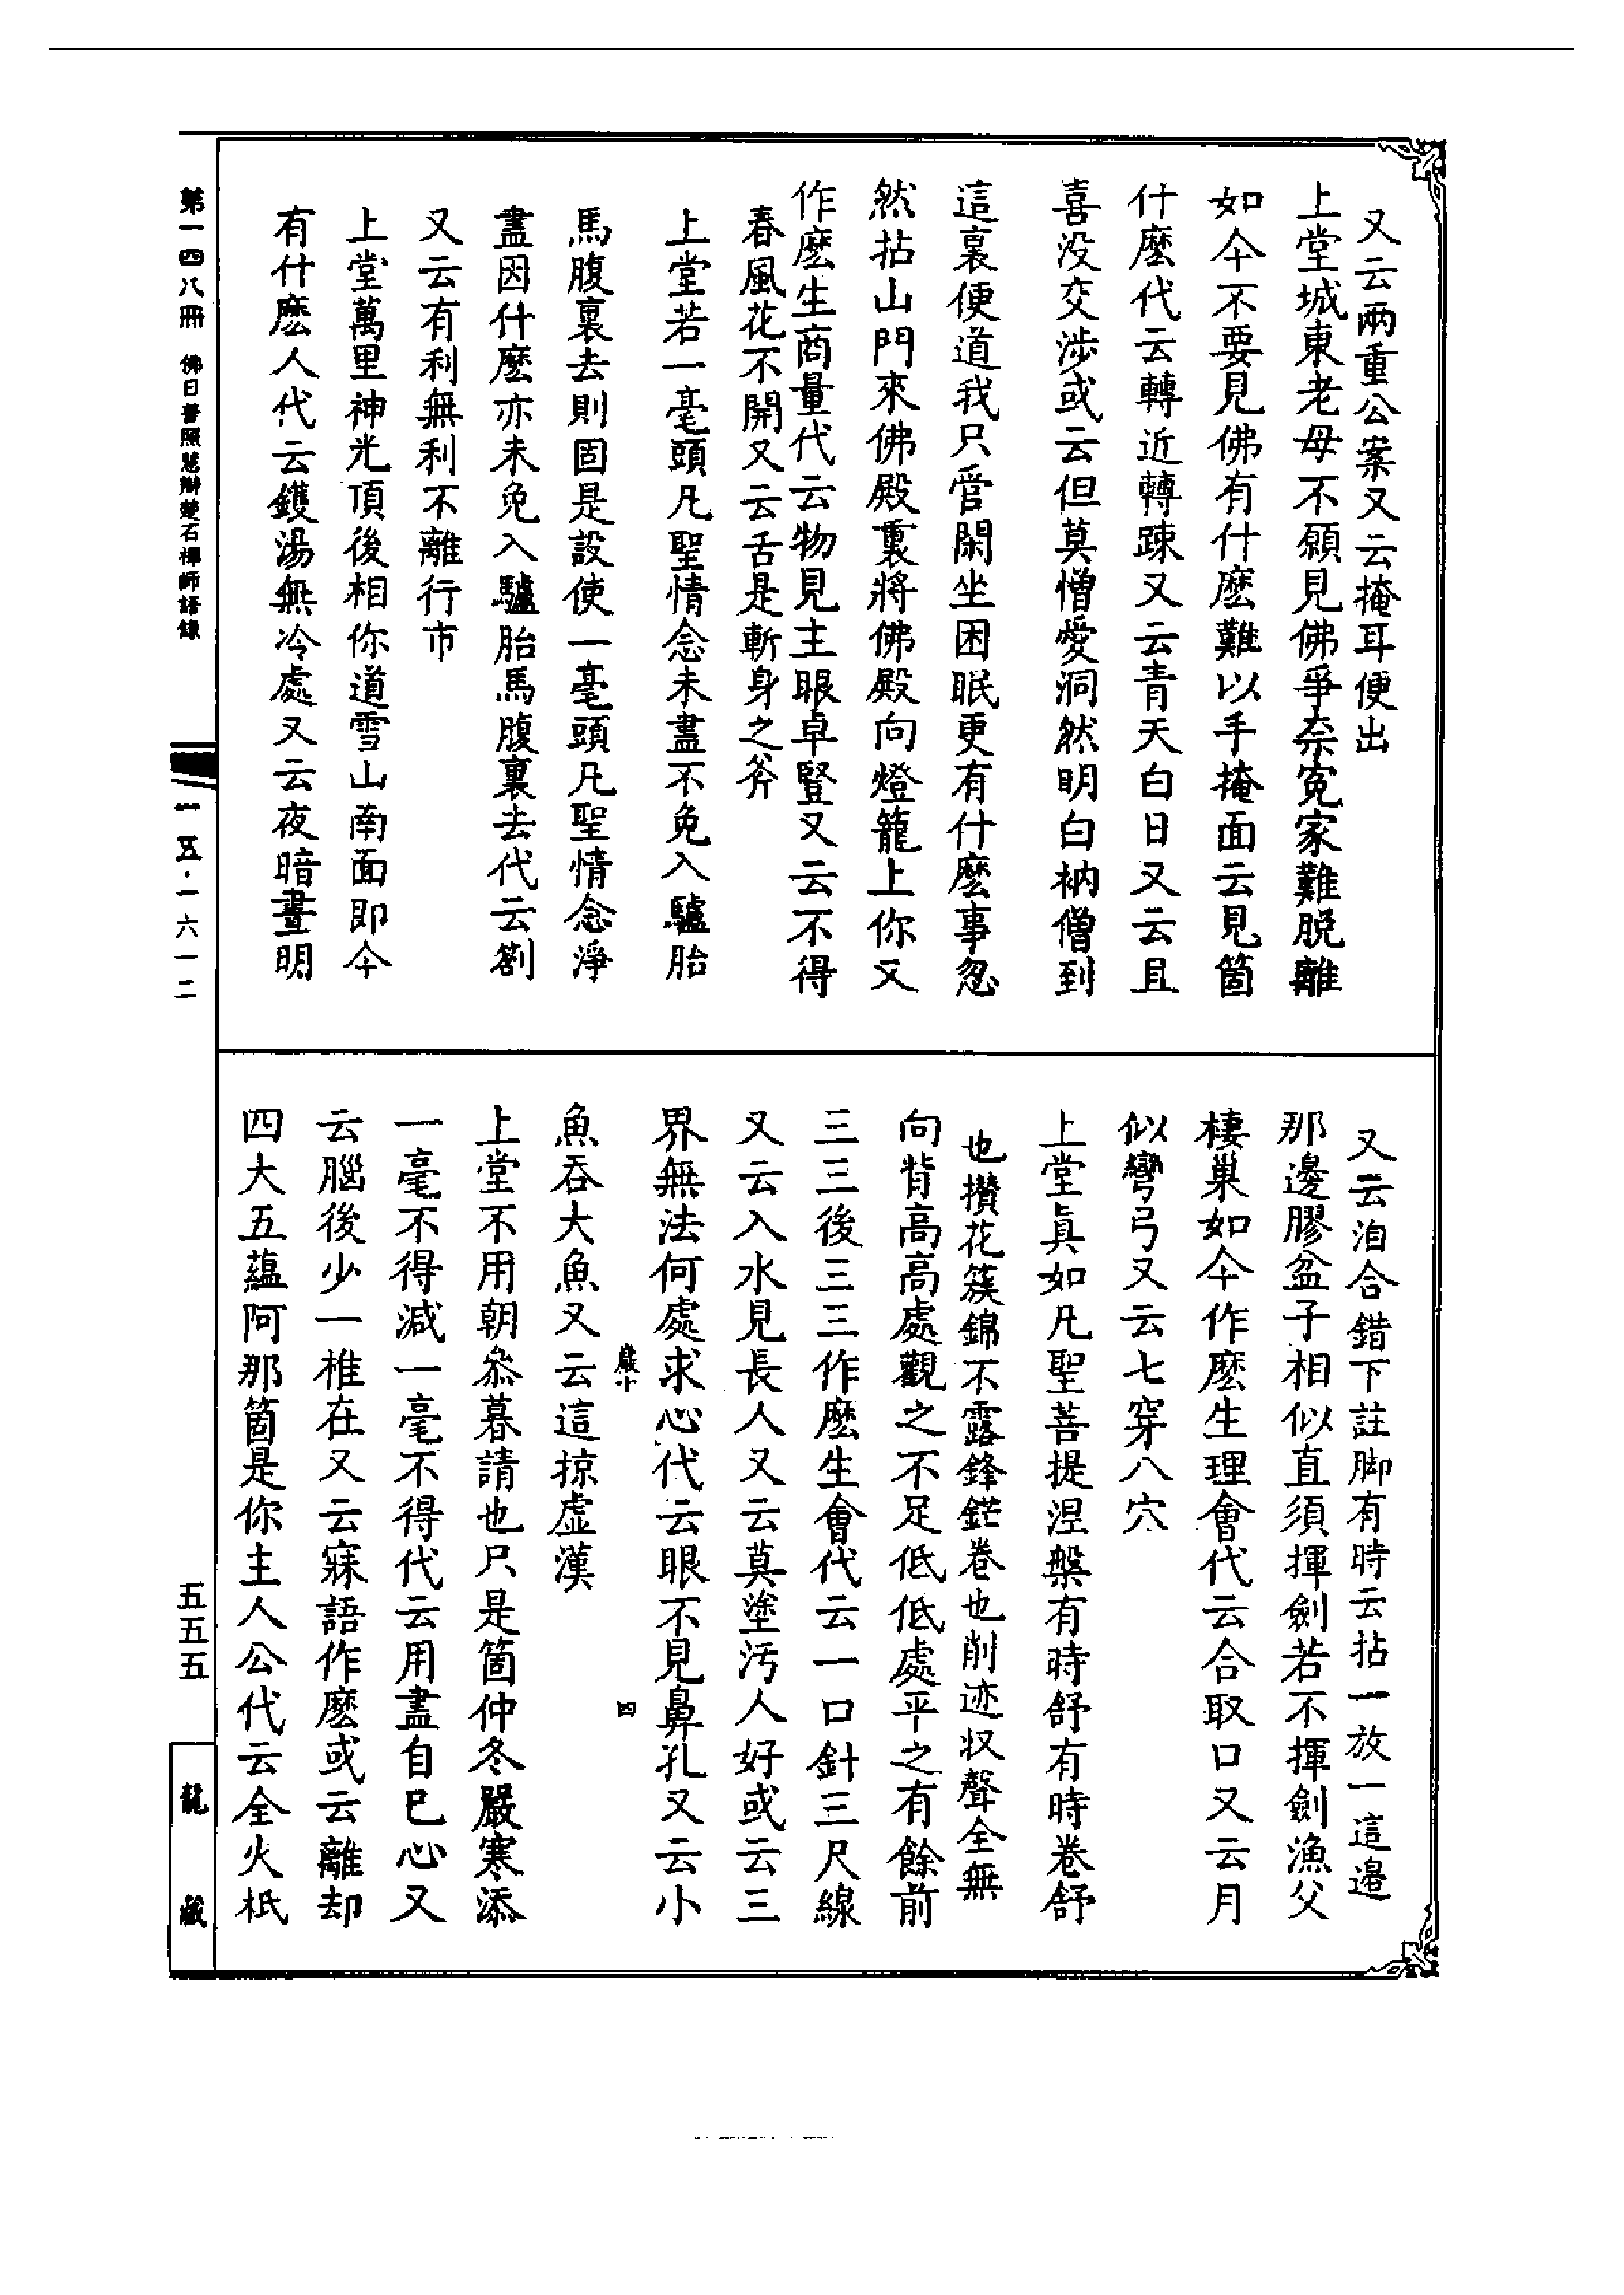 又云兩重公案又云掩耳便出
上堂城東老母不願見佛爭柰寃家難脫離
如今不要見佛有什麽難以手掩面云見箇
什麽代云轉近轉踈又云青天白日又云且
喜没交涉或云但莫憎愛洞然明白衲僧到
這裏便道我只管閑坐困眠更有什麽事忽
然拈山門來佛殿裏將佛殿向燈籠上你又
作麽生商量代云物見主眼卓豎又云不得
春風花不開又云舌是斬身之斧
上堂若一毫頭凡聖情念未盡不免入驢胎
馬腹裏去則固是設使一毫頭凡聖情念淨
盡因什麽亦未免入驢胎馬腹裏去代云劄
又云有利無利不離行市
上堂萬里神光頂後相你道雪山南面即今
有什麽人代云鑊湯無冷處又云夜暗晝明
又云洎合錯下註脚有時云拈一放一這邊
那邊膠盆子相似直須揮劍若不揮劍漁父
棲巢如今作麽生理會代云合取口又云月
似彎弓又云七穿八穴
上堂眞如凡聖菩提涅槃有時舒有時卷舒
也攢花簇錦不露鋒鋩卷也削迹收聲全無
向背高高處觀之不足低低處平之有餘前
三三後三三作麽生會代云一口針三尺線
又云入水見長人又云莫塗污人好或云三
界無法何處求心代云眼不見鼻孔又云小
巖十 四
魚吞大魚又云這掠虛漢
上堂不用朝叅暮請也只是箇仲冬嚴寒添
一毫不得減一毫不得代云用盡自巳心又
云腦後少一椎在又云寐語作麽或云離却
四大五蘊阿那箇是你主人公代云全火柢
第一四八冊 佛日普照慧辯楚石禪師語錄
一五·一六一二
五五五
龍藏